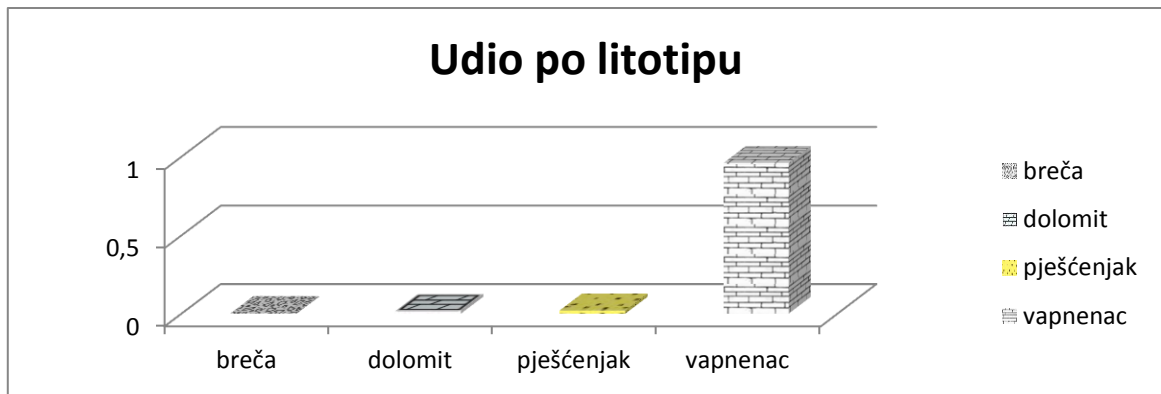 Udio po litotipu
1
0,5
0
breča
dolomit
pješćenjak
vapnenac
breča
dolomit
pješćenjak
vapnenac